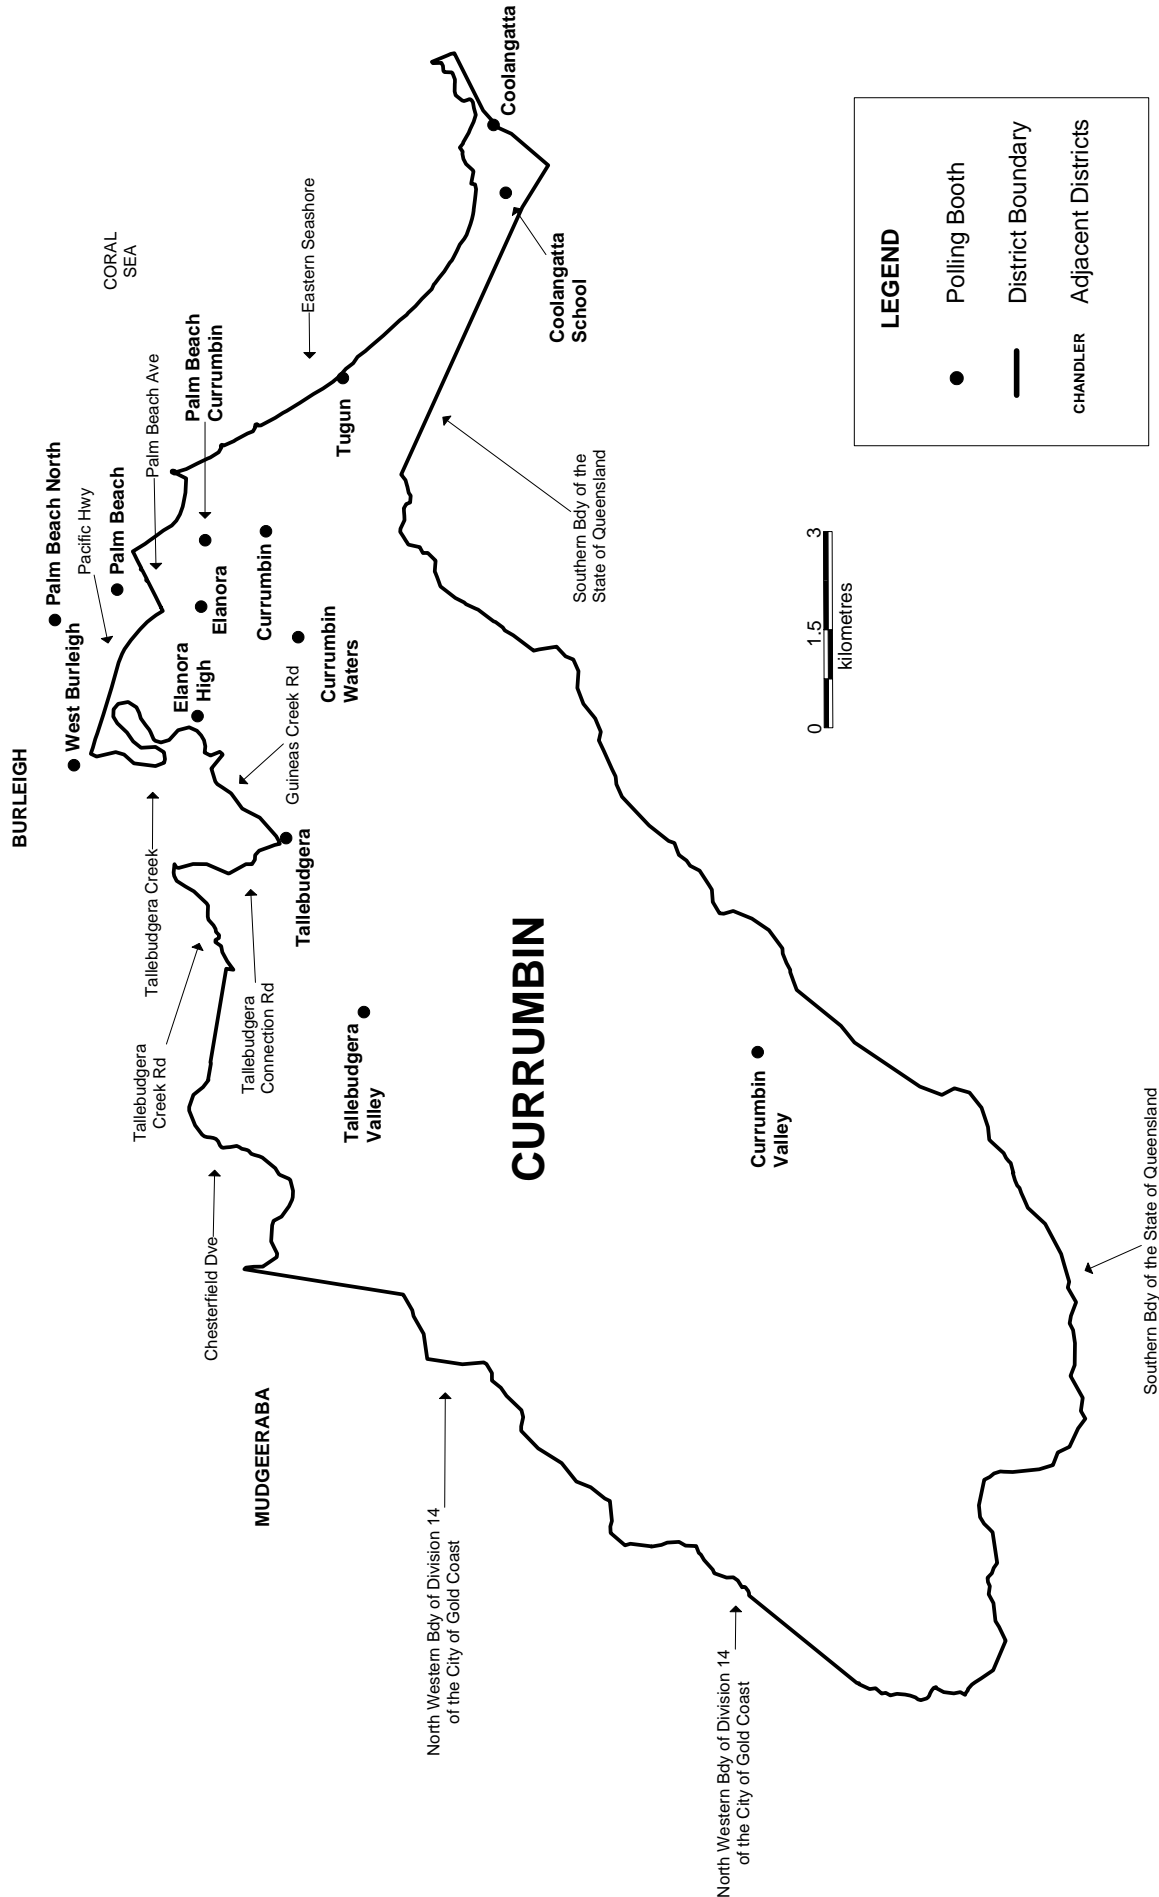 BURLEIGH
West Burleigh
Palm Beach North
Pacific Hwy
Palm Beach
Palm Beach Ave
CORAL
SEA
Palm Beach
Currumbin
Eastern Seashore
Tallebudgera Creek
Elanora
High
Elanora
Currumbin
Tugun
Tallebudgera
Creek Rd
Tallebudgera
Connection Rd
Guineas Creek Rd
Currumbin
Waters
Tallebudgera
Chesterfield Dve
MUDGEERABA
Tallebudgera
Valley
Coolangatta
Coolangatta
School
North Western Bdy of Division 14
of the City of Gold Coast
CURRUMBIN
Southern Bdy of the
State of Queensland
North Western Bdy of Division 14
of the City of Gold Coast
Currumbin
Valley
0
1.5
3
kilometres
Southern Bdy of the State of Queensland
LEGEND
Polling Booth
District Boundary
CHANDLER Adjacent Districts